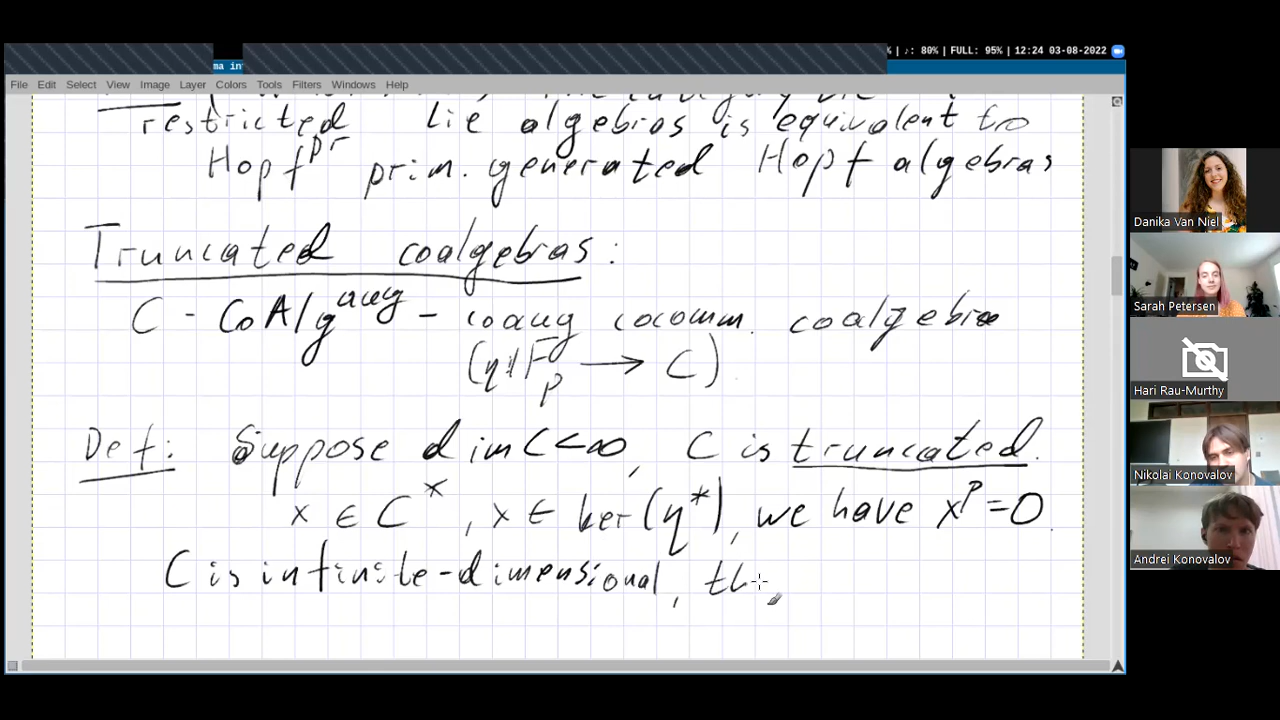 %, ♪: 80% | FULL: 95% | 12:24 03-08-2022
ma in
File Edit Select View Image Layer Colors Tools Filters Windows Help
restricted Lie algebras is equivalent to
Hopf^pr prim. generated Hopf algebras
Truncated coalgebras:
C - CoAlg^aug - coaug cocomm. coalgebra
(η: F_p → C)
Def: Suppose dim C < ∞, C is truncated.
x ∈ C^*, x ∈ ker(η^*), we have x^p = 0.
C is infinite-dimensional, th
Danika Van Niel
Sarah Petersen
Hari Rau-Murthy
Nikolai Konovalov
Andrei Konovalov